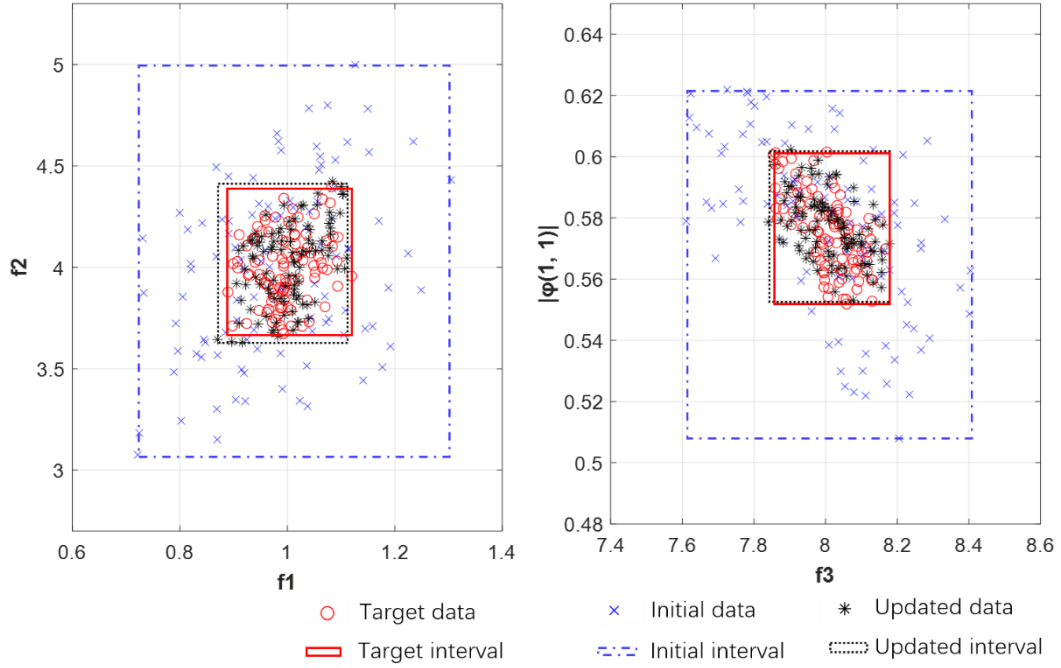 5
4.5
4
3.5
3
f2
0.6
0.8
1
1.2
1.4
f1
0.64
0.62
0.6
0.58
0.56
0.54
0.52
0.5
0.48
|φ(1, 1)|
7.4
7.6
7.8
8
8.2
8.4
8.6
f3
Target data
Initial data
Updated data
Target interval
Initial interval
Updated interval